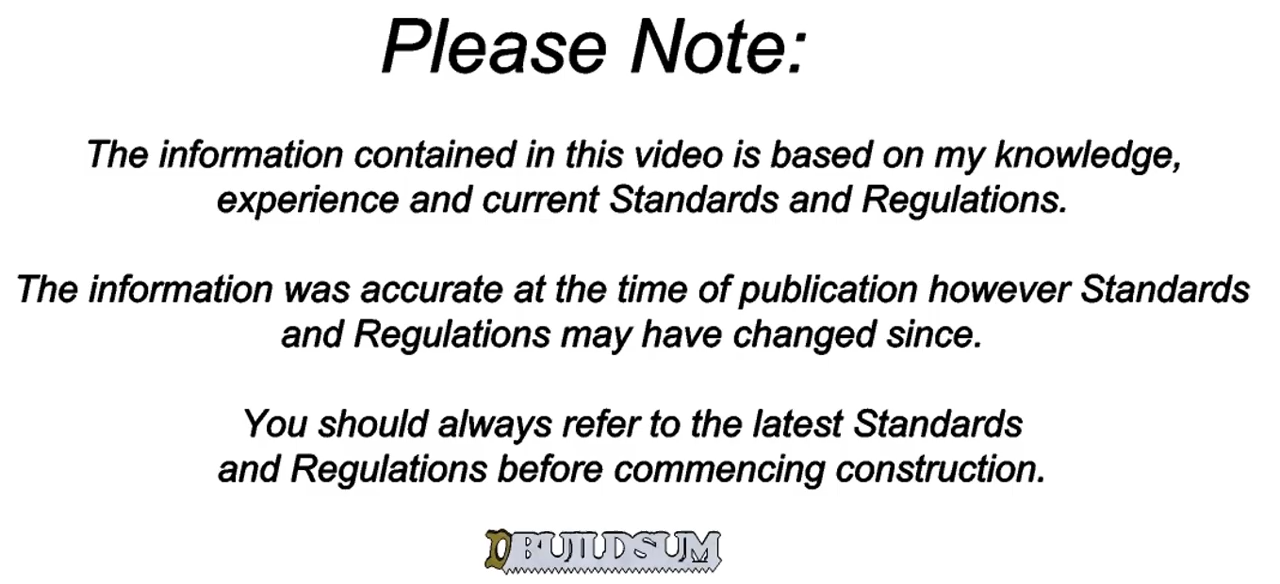 Please Note:
The information contained in this video is based on my knowledge,
experience and current Standards and Regulations.
The information was accurate at the time of publication however Standards
and Regulations may have changed since.
You should always refer to the latest Standards
and Regulations before commencing construction.
BUILDSUM